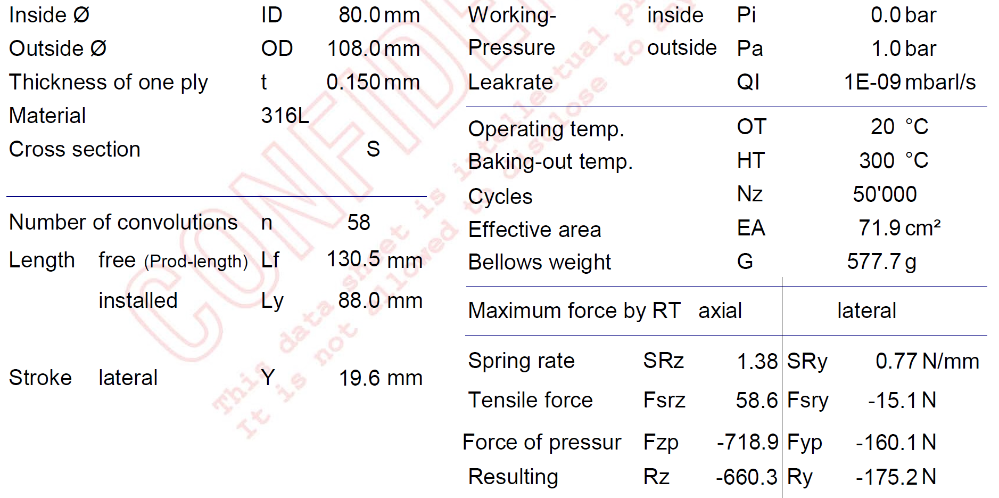 Inside Ø ID 80.0 mm
Outside Ø OD 108.0 mm
Thickness of one ply t 0.150 mm
Material 316L
Cross section S
Number of convolutions n 58
Length free (Prod-length) Lf 130.5 mm
installed Ly 88.0 mm
Stroke lateral Y 19.6 mm
Working- inside Pi 0.0 bar
Pressure outside Pa 1.0 bar
Leakrate Ql 1E-09 mbarl/s
Operating temp. OT 20 °C
Baking-out temp. HT 300 °C
Cycles Nz 50'000
Effective area EA 71.9 cm²
Bellows weight G 577.7 g
Maximum force by RT axial lateral
Spring rate SRz 1.38 SRy 0.77 N/mm
Tensile force Fsrz 58.6 Fsry -15.1 N
Force of pressur Fzp -718.9 Fyp -160.1 N
Resulting Rz -660.3 Ry -175.2 N
CONFIDE
This data sheet is intellectual pr
It is not allowed to disclose to any